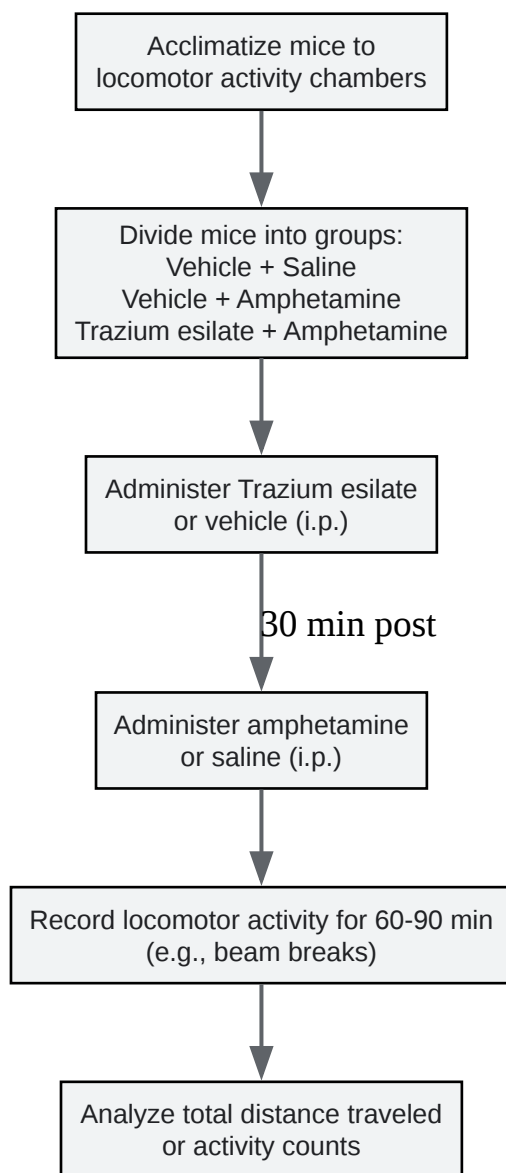 Acclimatize mice to
locomotor activity chambers
Divide mice into groups:
Vehicle + Saline
Vehicle + Amphetamine
Trazium esilate + Amphetamine
Administer Trazium esilate
or vehicle (i.p.)
30 min post
Administer amphetamine
or saline (i.p.)
Record locomotor activity for 60-90 min
(e.g., beam breaks)
Analyze total distance traveled
or activity counts